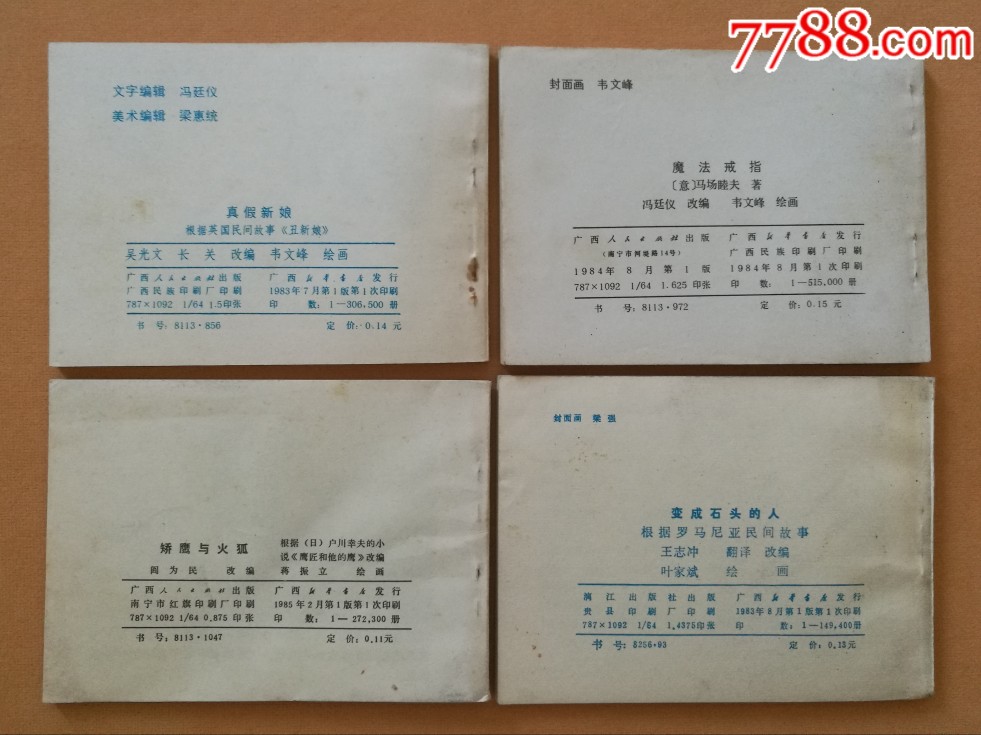 7788.com
文字编辑 冯廷仪
美术编辑 梁惠统
真假新娘
根据英国民间故事《丑新娘》
吴光文 长关 改编 韦文峰 绘画
广西人民出版社出版 广西新华书店发行
广西民族印刷厂印刷 1983年7月第1版第1次印刷
787×1092 1/64 1.5印张 印数:1—306,500册
书号:8113·856 定价:0.14元
封面画 韦文峰
魔法戒指
〔意〕马场睦夫 著
冯廷仪 改编 韦文峰 绘画
广西人民出版社出版 广西新华书店发行
(南宁市河堤路14号) 广西民族印刷厂印刷
1984年8月第1版 1984年8月第1次印刷
787×1092 1/64 1.625印张 印数:1—515,000册
书号:8113·972 定价:0.15元
矫鹰与火狐 根据(日)户川幸夫的小
说《鹰匠和他的鹰》改编
阎为民 改编 蒋振立 绘画
广西人民出版社出版 广西新华书店发行
南宁市红旗印刷厂印刷 1985年2月第1版第1次印刷
787×1092 1/64 0.875印张 印数:1—272,300册
书号:8113·1047 定价:0.11元
封面画 梁强
变成石头的人
根据罗马尼亚民间故事
王志冲 翻译 改编
叶家斌 绘画
漓江出版社出版 广西新华书店发行
贵县印刷厂印刷 1983年8月第1版第1次印刷
787×1092 1/64 1.4375印张 印数:1—149,400册
书号:8256·93 定价:0.13元